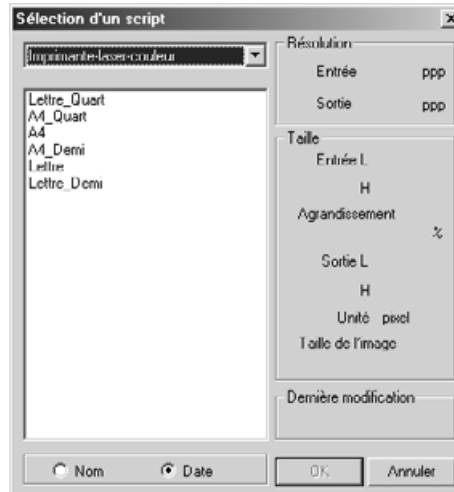 Sélection d'un script
Imprimante-laser-couleur
Lettre_Quart
A4_Quart
A4
A4_Demi
Lettre
Lettre_Demi
Nom
Date
Résolution
Entrée ppp
Sortie ppp
Taille
Entrée L
H
Agrandissement
%
Sortie L
H
Unité pixel
Taille de l'image
Dernière modification
OK
Annuler